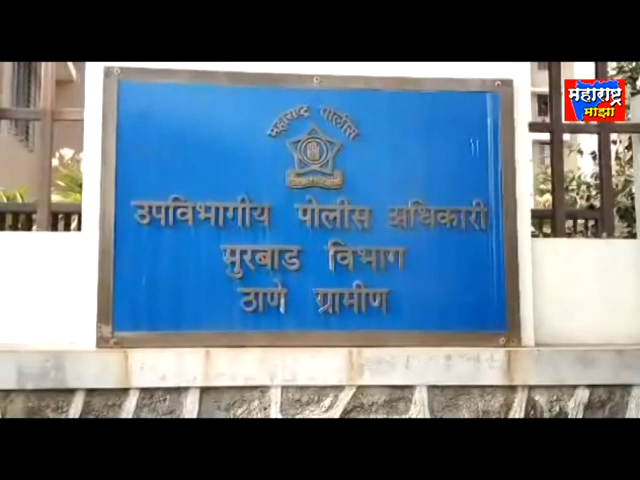 महाराष्ट्र
माझा
महाराष्ट्र पोलीस
उपविभागीय पोलीस अधिकारी
मुरबाड विभाग
ठाणे ग्रामीण